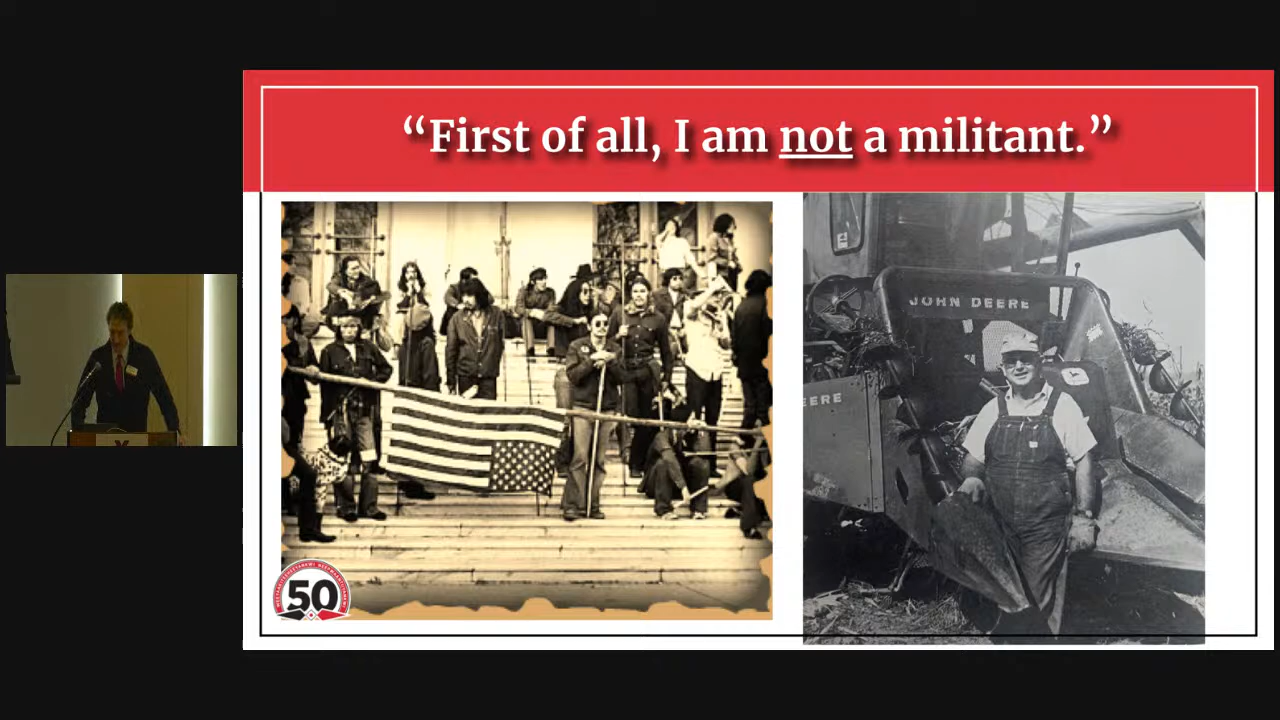 “First of all, I am not a militant.”
JOHN DEERE
EERE
50